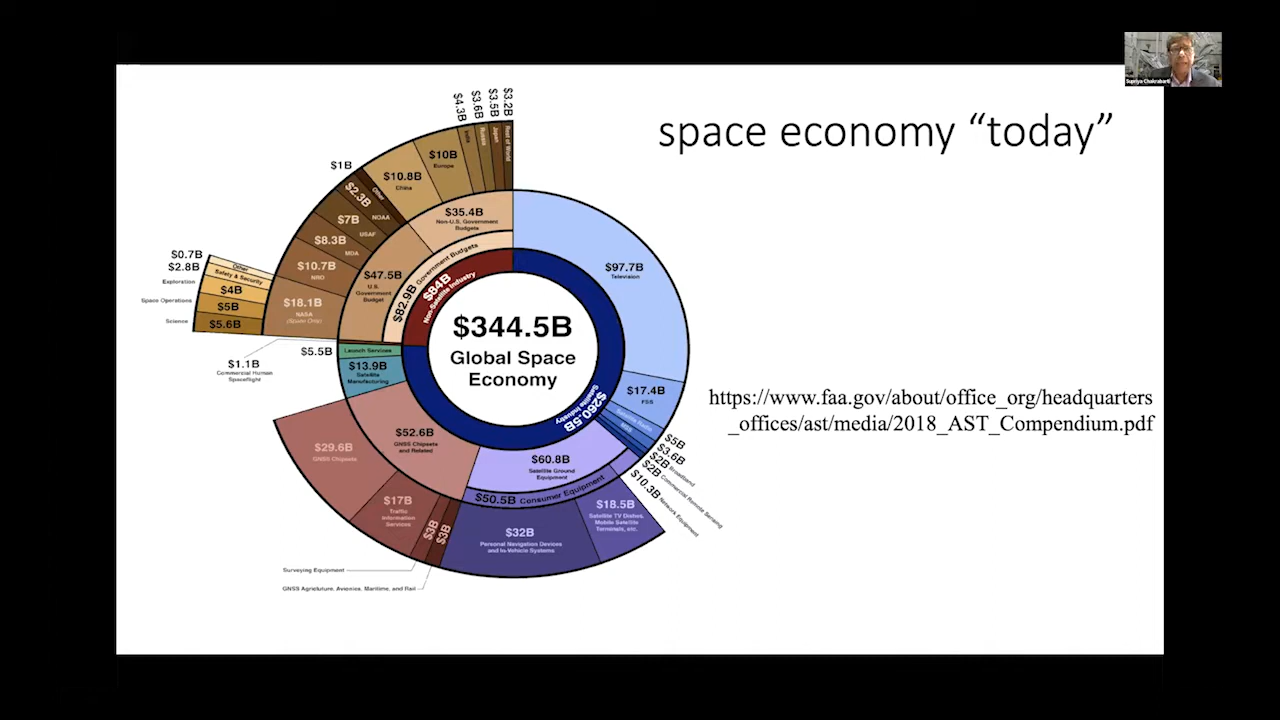 Supriya Chakrabarti
space economy “today”
https://www.faa.gov/about/office_org/headquarters
_offices/ast/media/2018_AST_Compendium.pdf
$344.5B
Global Space
Economy
$84B
Non-Satellite Industry
$260.5B
Satellite Industry
$82.9B Government Budgets
$35.4B
Non-U.S. Government
Budgets
$47.5B
U.S.
Government
Budget
$3.2B
Rest of World
$3.5B
Japan
$3.6B
Russia
$4.3B
India
$10B
Europe
$10.8B
China
$1B
Other
$2.3B
NOAA
$7B
USAF
$8.3B
MDA
$10.7B
NRO
$18.1B
NASA
(Space Only)
$0.7B
Other
$2.8B
Safety & Security
Exploration
$4B
Space Operations
$5B
Science
$5.6B
$1.1B
Commercial Human
Spaceflight
$5.5B
Launch Services
$13.9B
Satellite
Manufacturing
$52.6B
GNSS Chipsets
and Related
$29.6B
GNSS Chipsets
$17B
Traffic
Information
Services
$3B
$3B
Surveying Equipment
GNSS Agriculture, Avionics, Maritime, and Rail
$60.8B
Satellite Ground
Equipment
$50.5B Consumer Equipment
$32B
Personal Navigation Devices
and In-Vehicle Systems
$18.5B
Satellite TV Dishes,
Mobile Satellite
Terminals, etc.
$10.3B Network Equipment
$2B Commercial Remote Sensing
$2B Broadband
$3.6B
MSS
$5B
Satellite Radio
$17.4B
FSS
$97.7B
Television